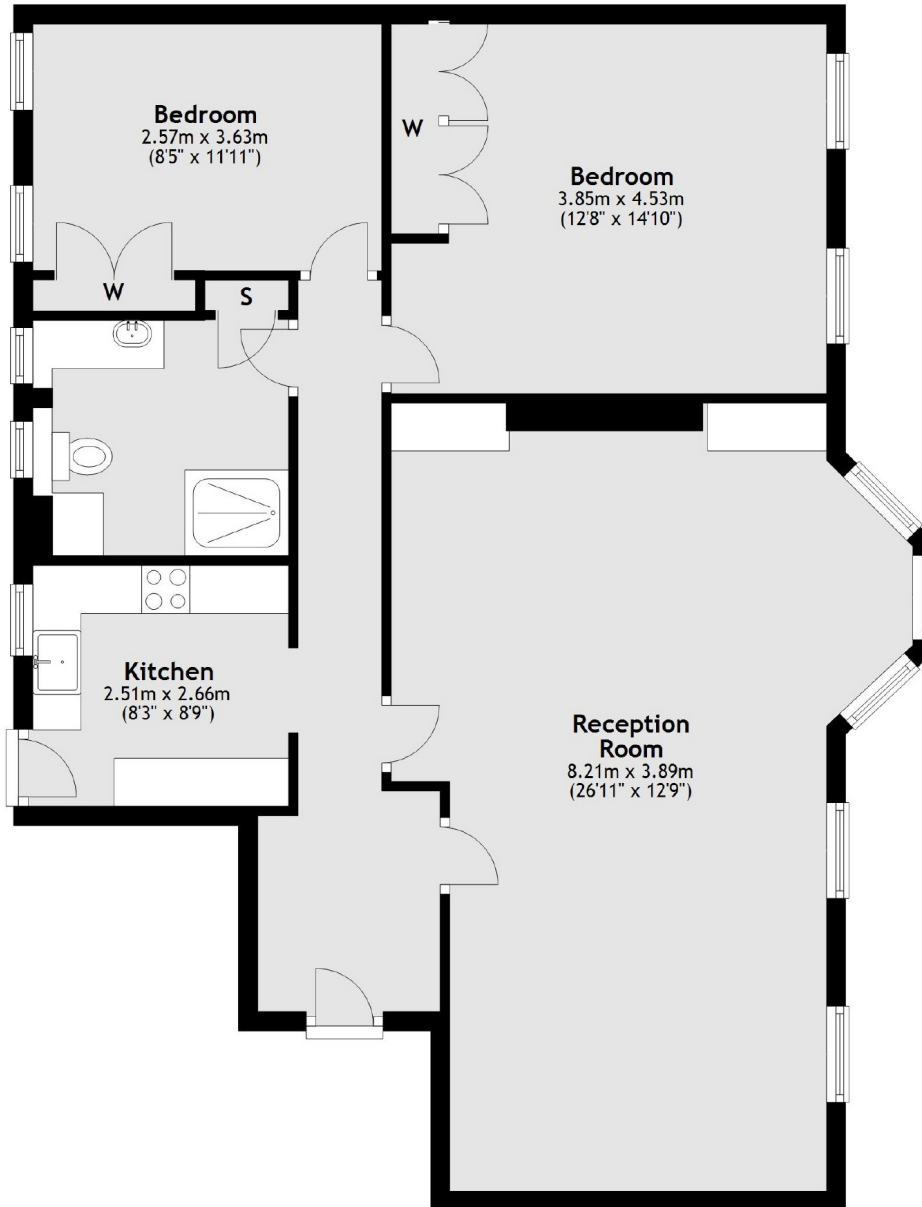 Bedroom
2.57m x 3.63m
(8'5" x 11'11")
W
Bedroom
3.85m x 4.53m
(12'8" x 14'10")
W
S
Kitchen
2.51m x 2.66m
(8'3" x 8'9")
Reception
Room
8.21m x 3.89m
(26'11" x 12'9")